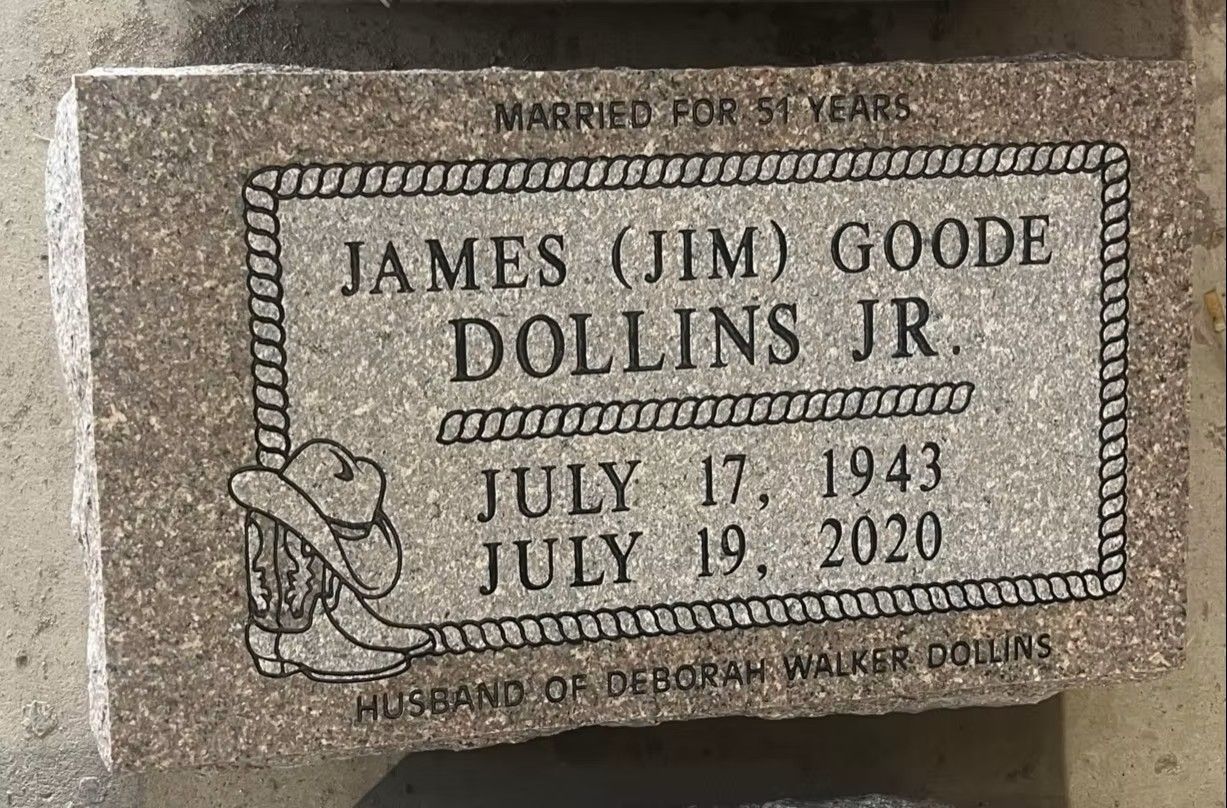 MARRIED FOR 51 YEARS
JAMES (JIM) GOODE
DOLLINS JR.
JULY 17, 1943
JULY 19, 2020
HUSBAND OF DEBORAH WALKER DOLLINS